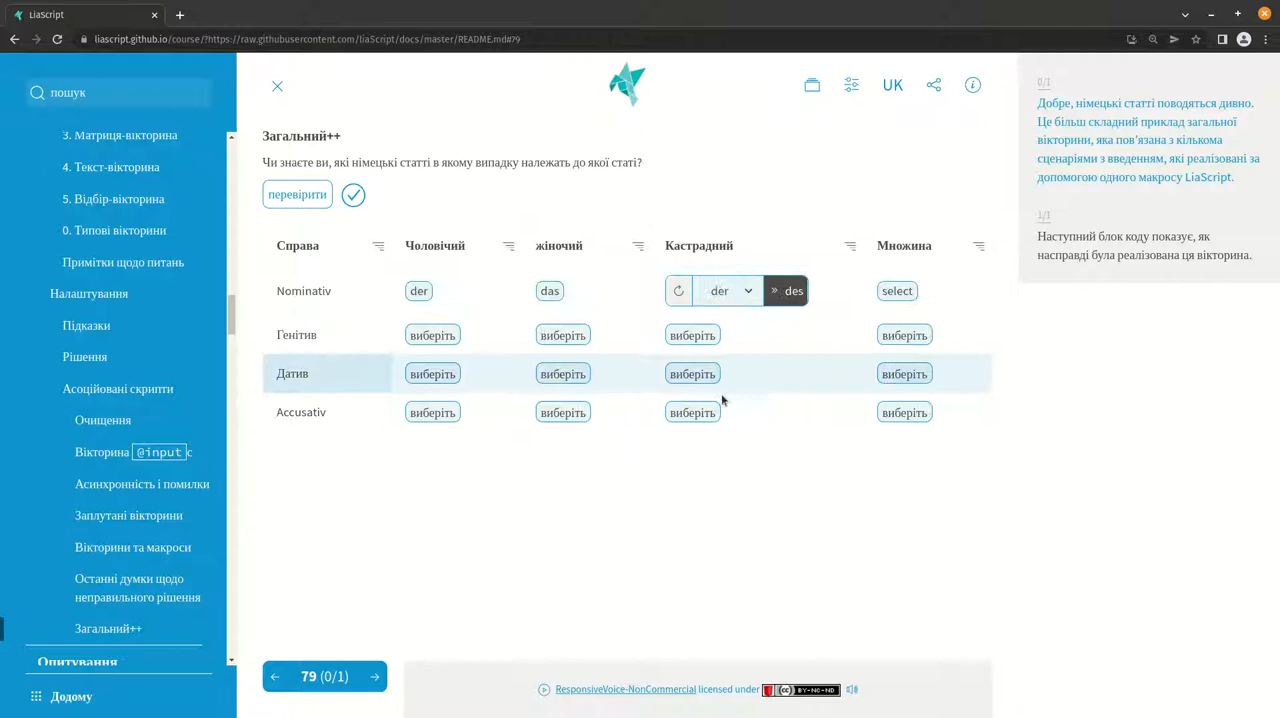 LiaScript
liascript.github.io/course/?https://raw.githubusercontent.com/liaScript/docs/master/README.md#79
пошук
3. Матриця-вікторина
4. Текст-вікторина
5. Відбір-вікторина
0. Типові вікторини
Примітки щодо питань
Налаштування
Підказки
Рішення
Асоційовані скрипти
Очищення
Вікторина @input с
Асинхронність і помилки
Заплутані вікторини
Вікторини та макроси
Останні думки щодо
неправильного рішення
Загальний++
Опитування
Додому
UK
Загальний++
Чи знаєте ви, які німецькі статті в якому випадку належать до якої статі?
перевірити
Справа Чоловічий жіночий Кастрадний Множина
Nominativ der das der » des select
Генітив виберіть виберіть виберіть виберіть
Датив виберіть виберіть виберіть виберіть
Accusativ виберіть виберіть виберіть виберіть
← 79 (0/1) →
ResponsiveVoice-NonCommercial licensed under cc BY-NC-ND
0/1
Добре, німецькі статті поводяться дивно.
Це більш складний приклад загальної
вікторини, яка пов’язана з кількома
сценаріями з введенням, які реалізовані за
допомогою одного макросу LiaScript.
1/1
Наступний блок коду показує, як
насправді була реалізована ця вікторина.